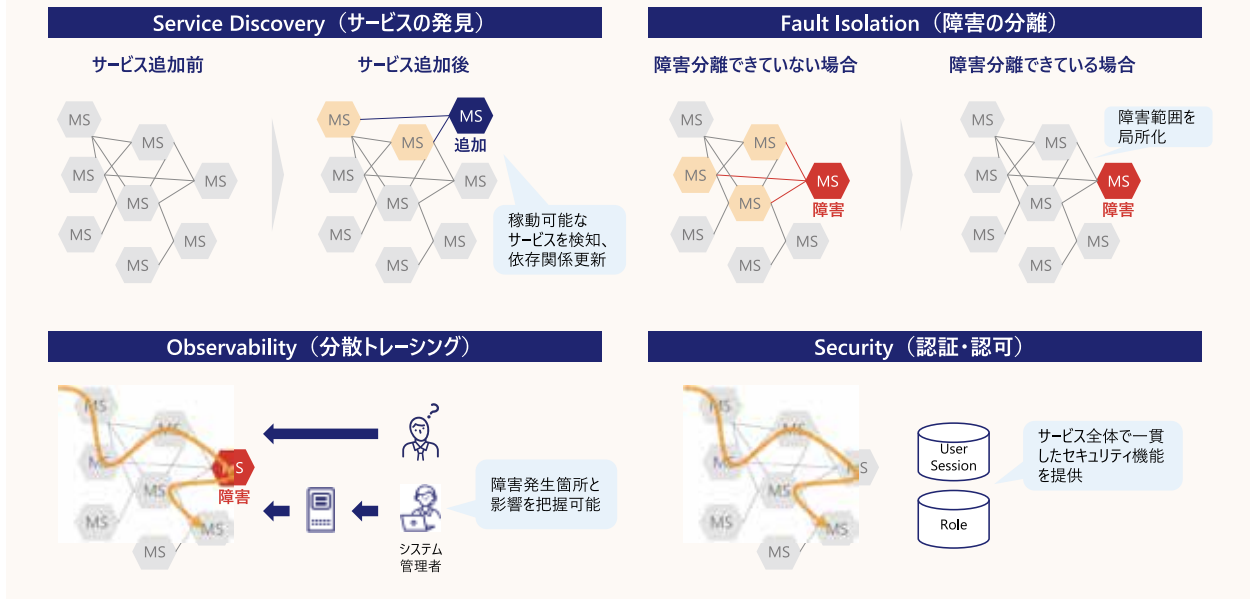 Service Discovery（サービスの発見）
サービス追加前
サービス追加後
MS
MS
MS
MS
MS
MS
MS
MS
MS
MS
追加
MS
MS
MS
MS
MS
MS
MS
稼動可能な
サービスを検知、
依存関係更新
Fault Isolation（障害の分離）
障害分離できていない場合
障害分離できている場合
MS
MS
MS
MS
障害
MS
MS
MS
MS
MS
MS
MS
MS
障害
MS
MS
MS
MS
障害範囲を
局所化
Observability（分散トレーシング）
MS
MS
MS
MS
障害
MS
MS
MS
MS
システム
管理者
障害発生箇所と
影響を把握可能
Security（認証・認可）
MS
MS
MS
MS
MS
MS
MS
MS
User
Session
Role
サービス全体で一貫
したセキュリティ機能
を提供